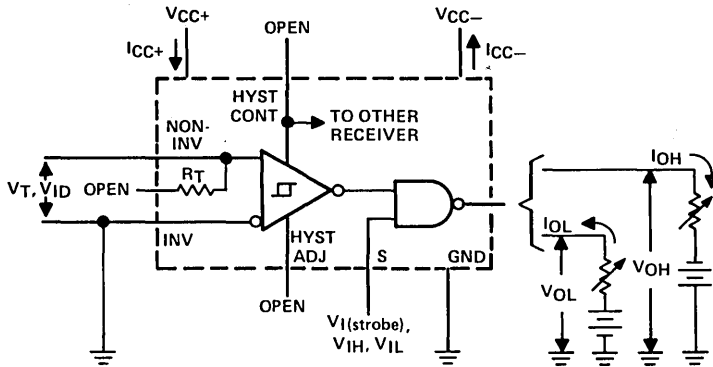 VCC+
ICC+
OPEN
VCC−
ICC−
HYST
CONT
TO OTHER
RECEIVER
NON-
INV
VT, VID
OPEN
RT
INV
HYST
ADJ
S
GND
OPEN
VI(strobe),
VIH, VIL
IOH
IOL
VOH
VOL